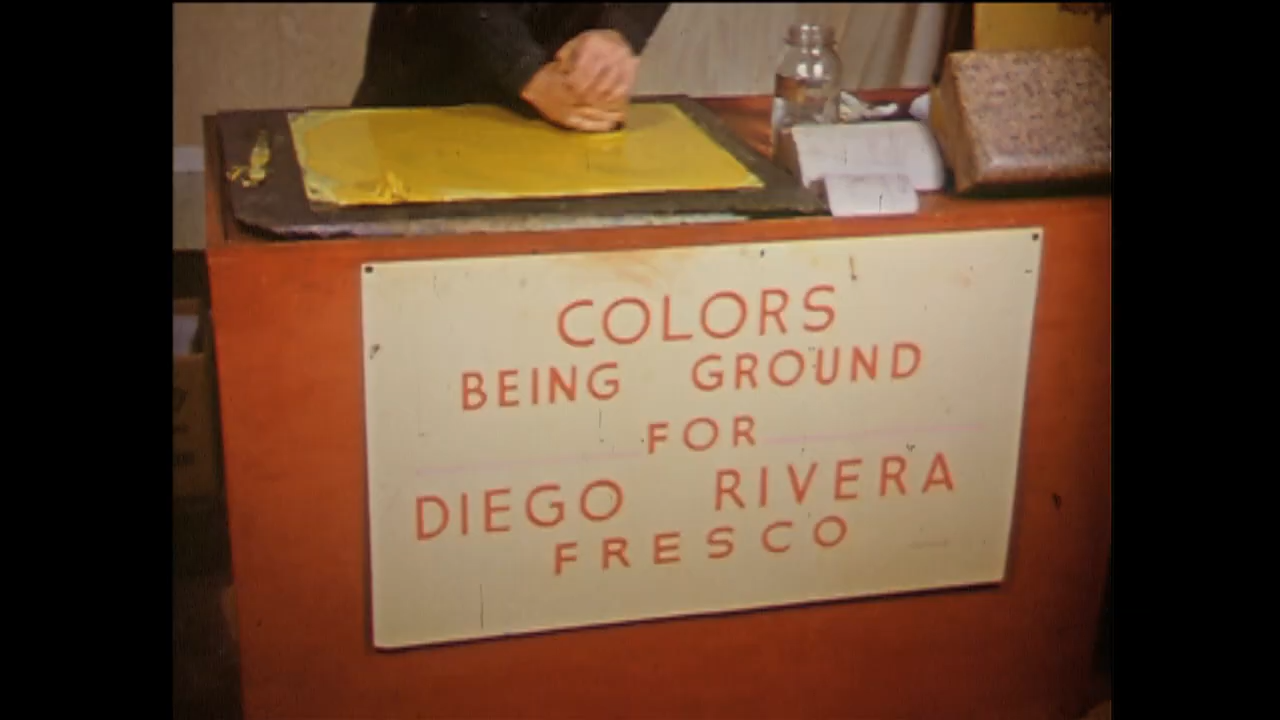 COLORS
BEING GROUND
FOR
DIEGO RIVERA
FRESCO